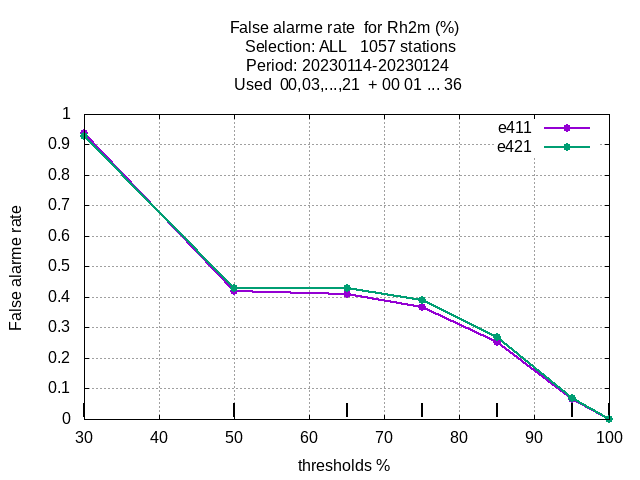 False alarme rate  for Rh2m (%)
Selection: ALL   1057 stations
Period: 20230114-20230124
Used  00,03,...,21  + 00 01 ... 36
e411
e421
1
0.9
0.8
0.7
0.6
0.5
0.4
0.3
0.2
0.1
0
False alarme rate
30 40 50 60 70 80 90 100
thresholds %